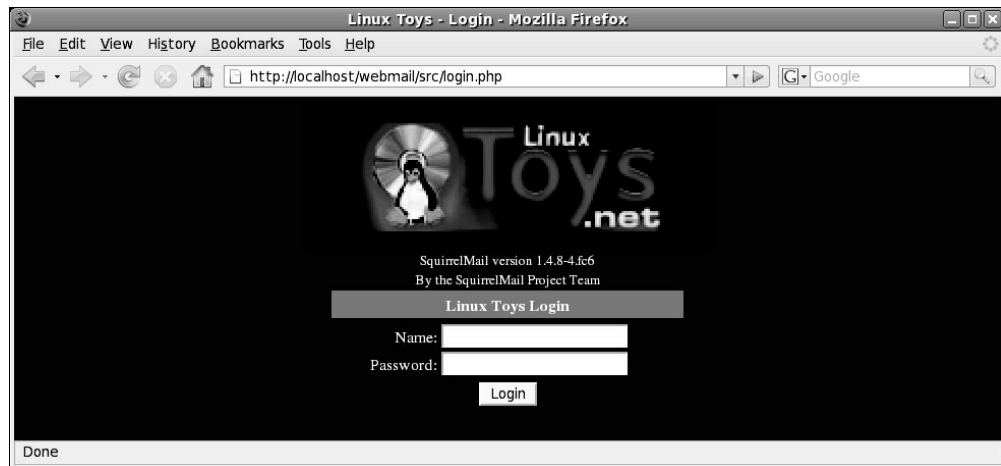 Linux Toys - Login - Mozilla Firefox
File Edit View History Bookmarks Tools Help
http://localhost/webmail/src/login.php
G Google
Linux
Toys
.net
SquirrelMail version 1.4.8-4.fc6
By the SquirrelMail Project Team
Linux Toys Login
Name:
Password:
Login
Done